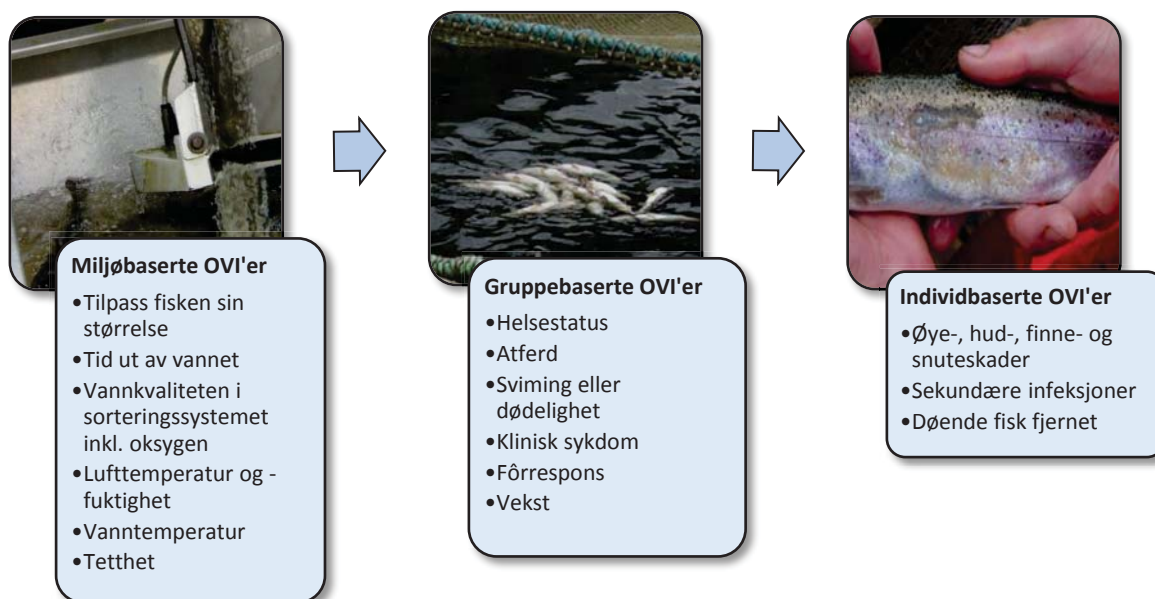 Miljøbaserte OVI'er
•Tilpass fisken sin
størrelse
•Tid ut av vannet
•Vannkvaliteten i
sorteringssystemet
inkl. oksygen
•Lufttemperatur og -
fuktighet
•Vanntemperatur
•Tetthet
Gruppebaserte OVI'er
•Helsestatus
•Atferd
•Sviming eller
dødelighet
•Klinisk sykdom
•Fôrrespons
•Vekst
Individbaserte OVI'er
•Øye-, hud-, finne- og
snuteskader
•Sekundære infeksjoner
•Døende fisk fjernet